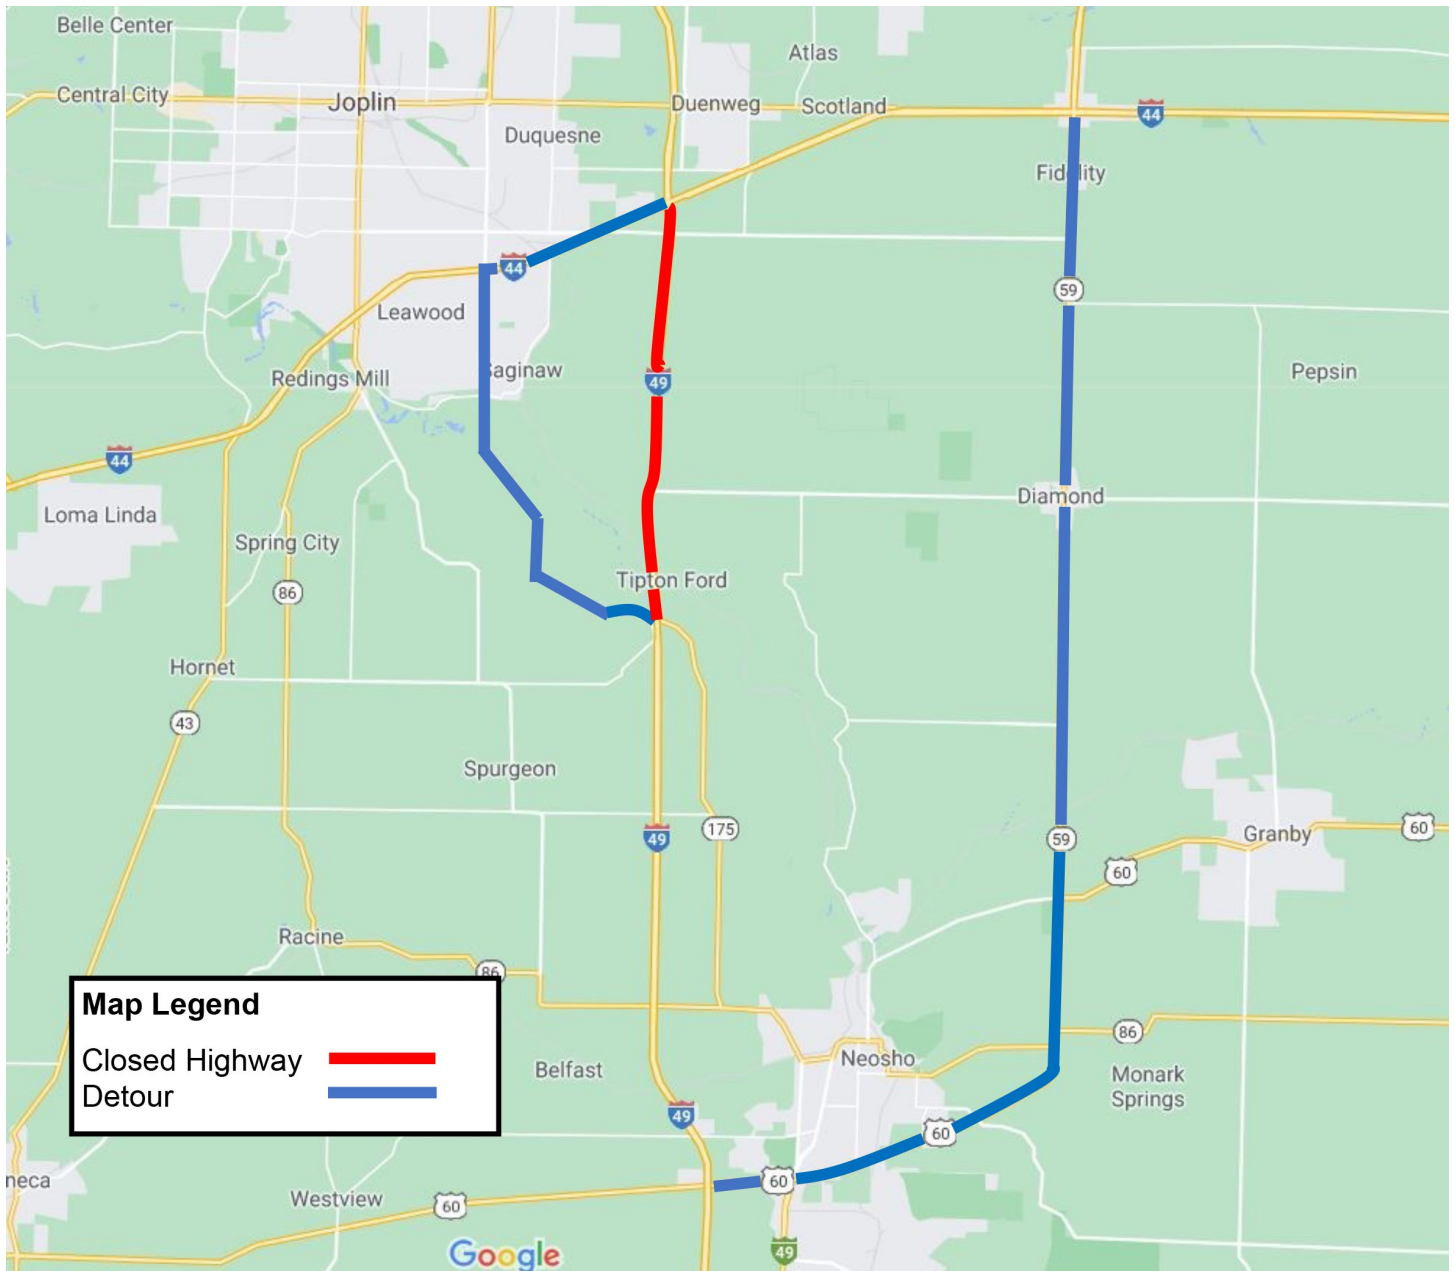 Belle Center
Atlas
Central City
Joplin
Duenweg
Scotland
44
Duquesne
Fidelity
44
59
Leawood
Saginaw
Redings Mill
49
Pepsin
44
Diamond
Loma Linda
Spring City
Tipton Ford
86
Hornet
43
Spurgeon
175
49
59
Granby
60
60
Racine
86
Map Legend
Closed Highway
Detour
Belfast
Neosho
86
Monark
Springs
49
60
neca
60
Westview
60
Google
49